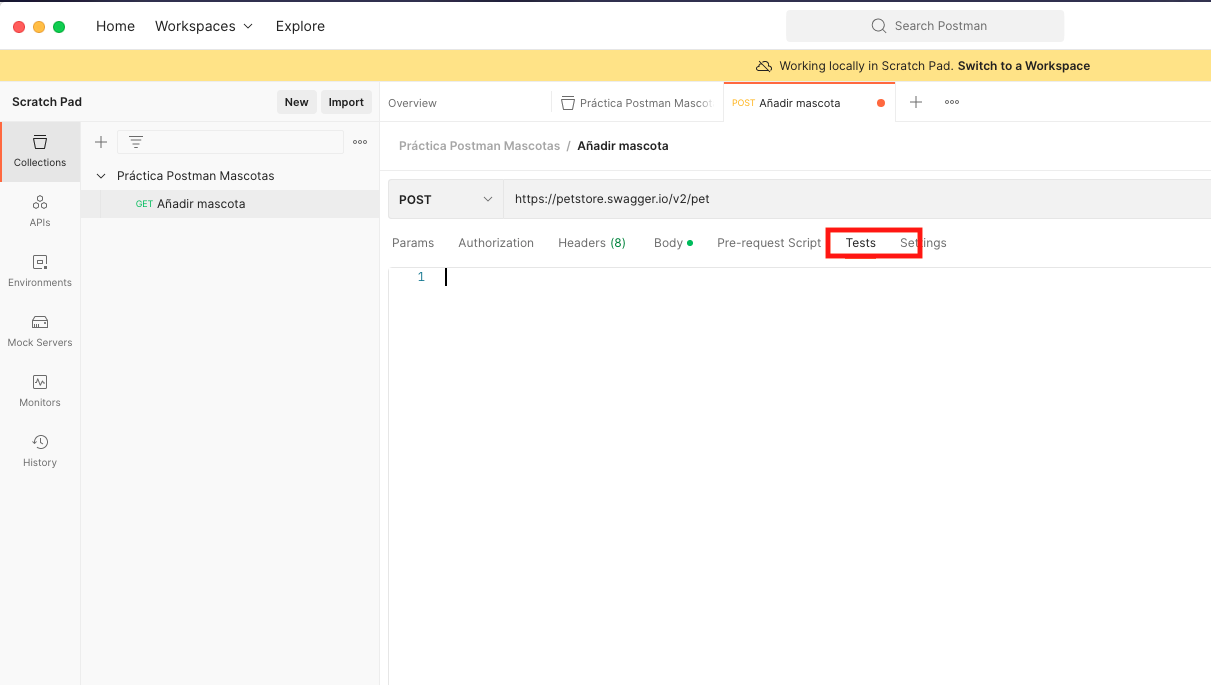 Home Workspaces Explore Search Postman
Working locally in Scratch Pad. Switch to a Workspace
Scratch Pad New Import Overview Práctica Postman Mascot POST Añadir mascota
Collections
Práctica Postman Mascotas / Añadir mascota
Práctica Postman Mascotas
GET Añadir mascota
POST https://petstore.swagger.io/v2/pet
APIs
Params Authorization Headers (8) Body Pre-request Script Tests Settings
Environments
1
Mock Servers
Monitors
History